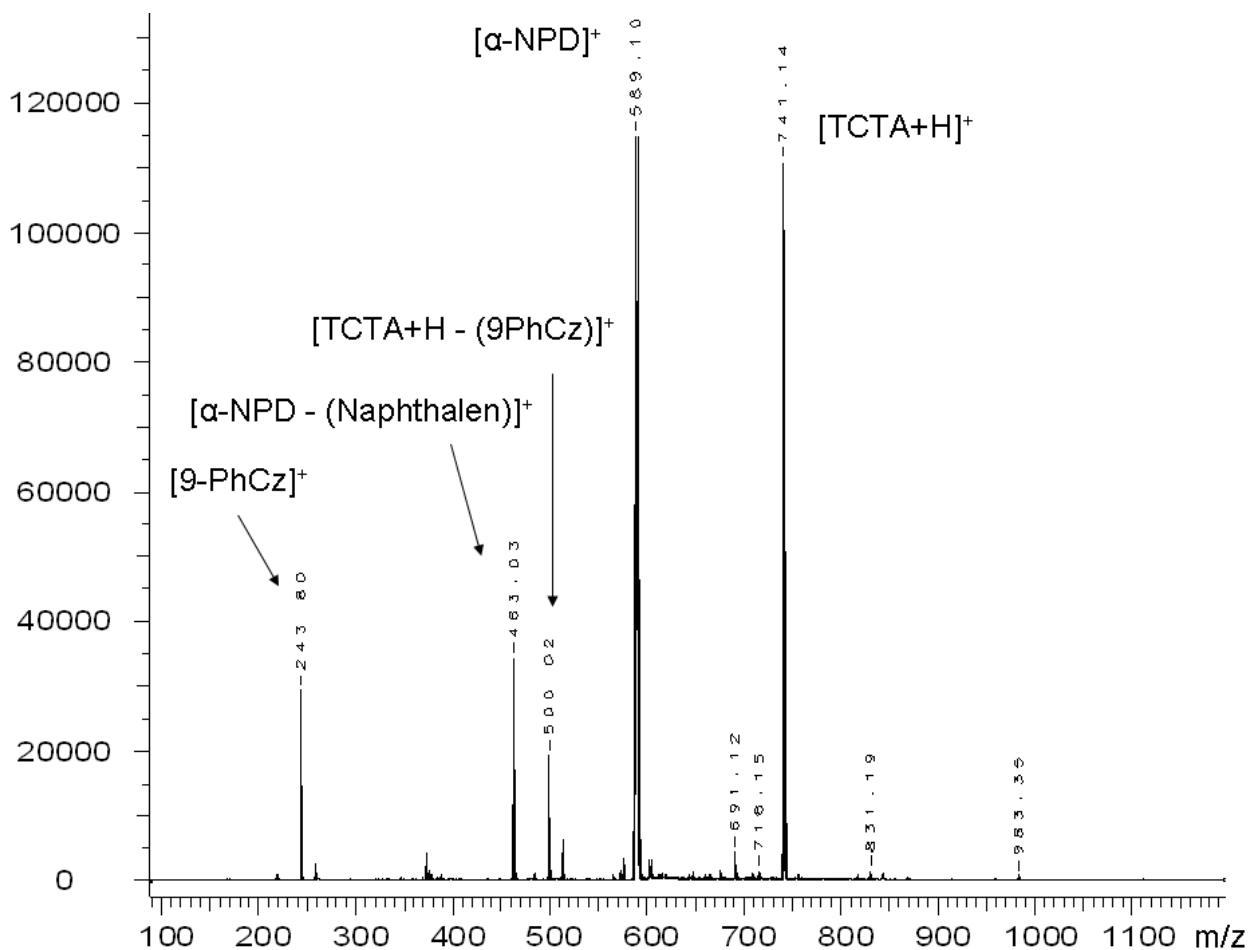 [α-NPD]⁺
589.10
741.14
[TCTA+H]⁺
120000
100000
80000
60000
40000
20000
0
[TCTA+H - (9PhCz)]⁺
[α-NPD - (Naphthalen)]⁺
[9-PhCz]⁺
243 80
463.03
500 02
691.12
716.15
831.19
983.35
100 200 300 400 500 600 700 800 900 1000 1100 m/z